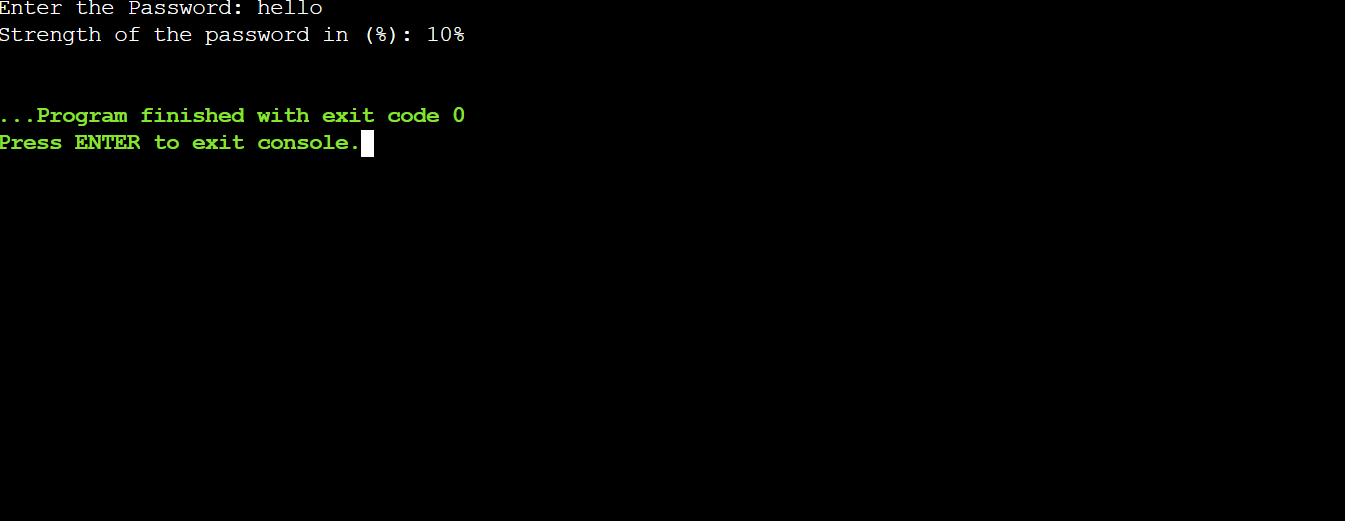 Enter the Password: hello
Strength of the password in (%): 10%
...Program finished with exit code 0
Press ENTER to exit console.